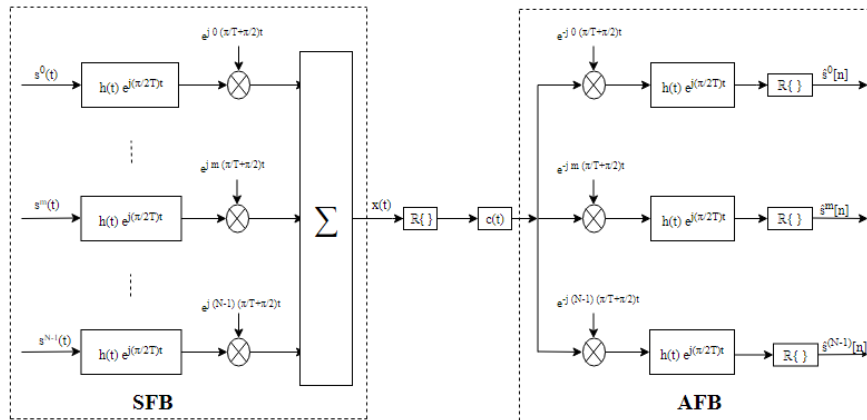 e^j 0 (π/T+π/2)t
s^0(t)
h(t) e^j(π/2T)t
e^j m (π/T+π/2)t
s^m(t)
h(t) e^j(π/2T)t
e^j (N-1) (π/T+π/2)t
s^N-1(t)
h(t) e^j(π/2T)t
∑
SFB
x(t)
ℝ{ }
c(t)
e^-j 0 (π/T+π/2)t
h(t) e^j(π/2T)t
ℝ{ }
ŝ^0[n]
e^-j m (π/T+π/2)t
h(t) e^j(π/2T)t
ℝ{ }
ŝ^m[n]
e^-j (N-1) (π/T+π/2)t
h(t) e^j(π/2T)t
ℝ{ }
ŝ^(N-1)[n]
AFB